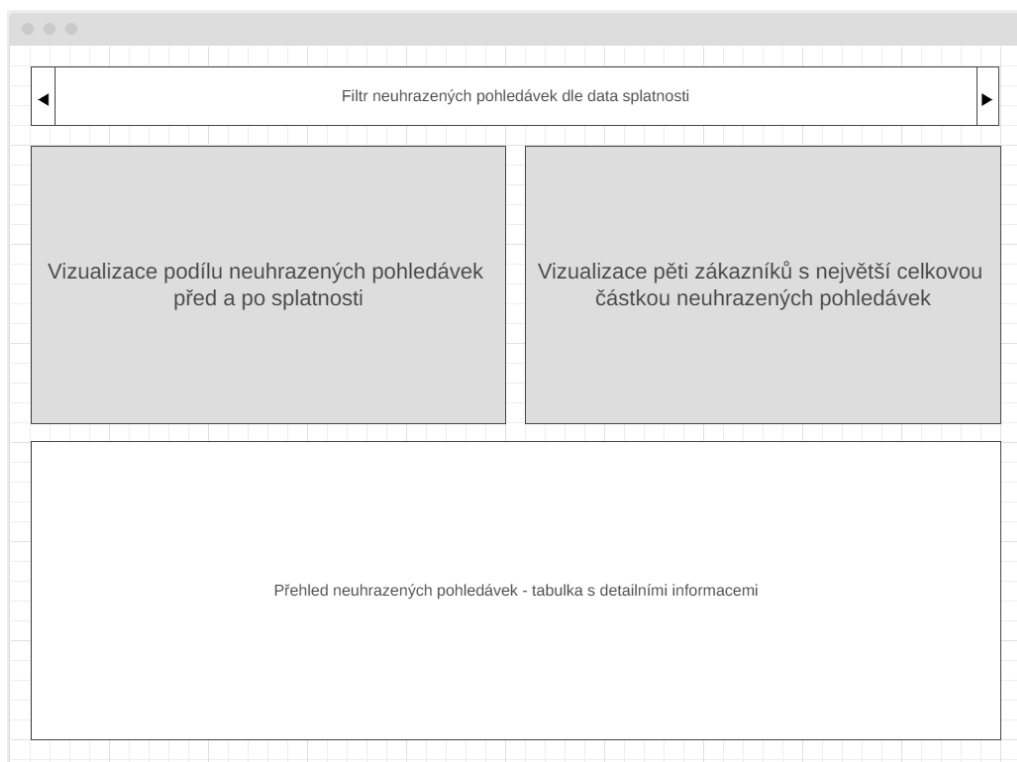 Filtr neuhrazených pohledávek dle data splatnosti
Vizualizace podílu neuhrazených pohledávek
před a po splatnosti
Vizualizace pěti zákazníků s největší celkovou
částkou neuhrazených pohledávek
Přehled neuhrazených pohledávek - tabulka s detailními informacemi